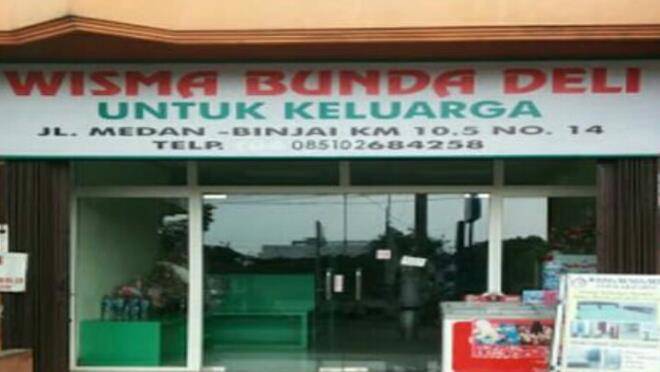 WISMA BUNDA DELI
UNTUK KELUARGA
JL. MEDAN -BINJAI KM 10.5 NO. 14
TELP. 085102684258